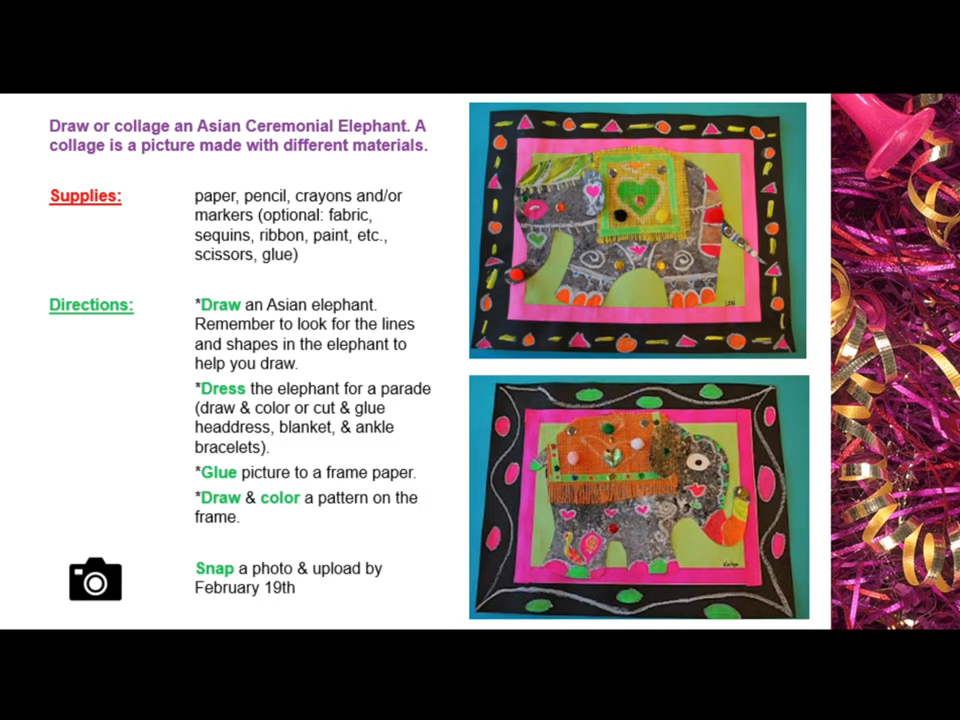 Draw or collage an Asian Ceremonial Elephant. A
collage is a picture made with different materials.
Supplies:
paper, pencil, crayons and/or
markers (optional: fabric,
sequins, ribbon, paint, etc.,
scissors, glue)
Directions:
*Draw an Asian elephant.
Remember to look for the lines
and shapes in the elephant to
help you draw.
*Dress the elephant for a parade
(draw & color or cut & glue
headdress, blanket, & ankle
bracelets).
*Glue picture to a frame paper.
*Draw & color a pattern on the
frame.
Snap a photo & upload by
February 19th